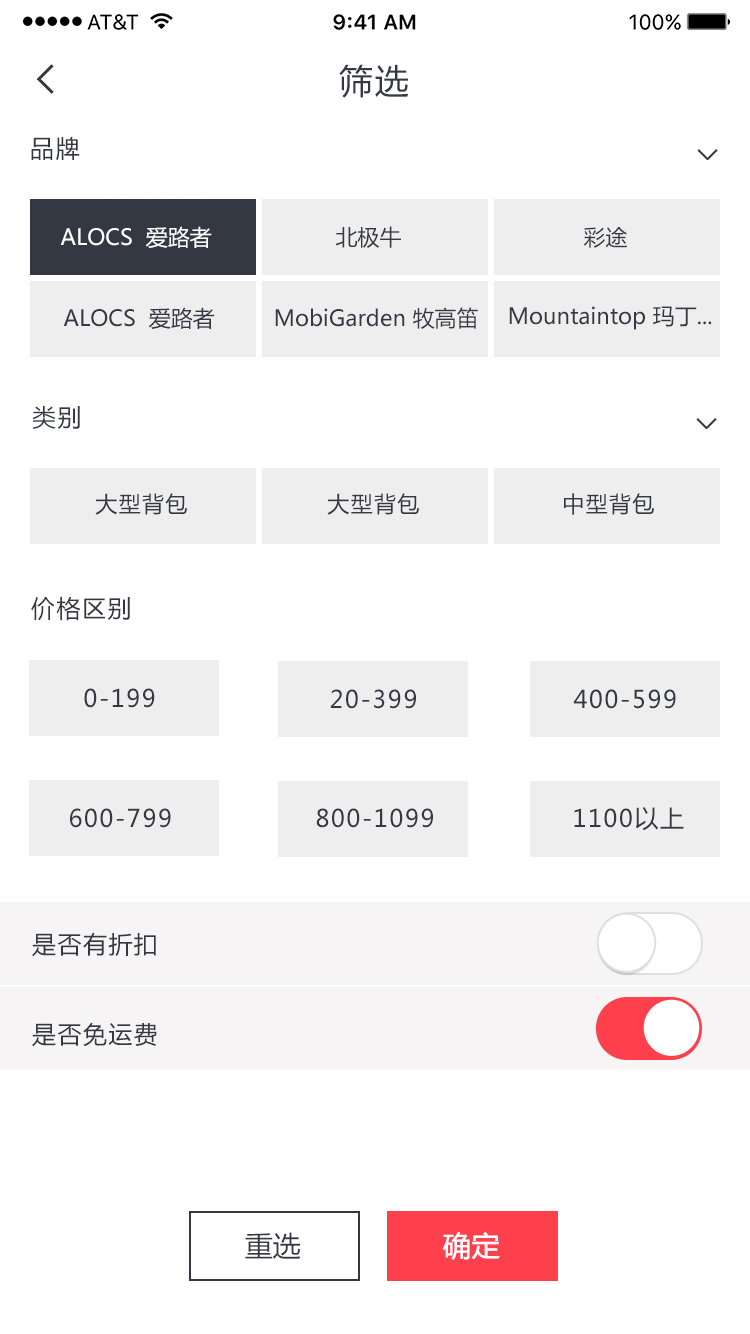 AT&T 9:41 AM 100%
筛选
品牌
ALOCS 爱路者 北极牛 彩途
ALOCS 爱路者 MobiGarden 牧高笛 Mountaintop 玛丁...
类别
大型背包 大型背包 中型背包
价格区别
0-199 20-399 400-599
600-799 800-1099 1100以上
是否有折扣
是否免运费
重选 确定